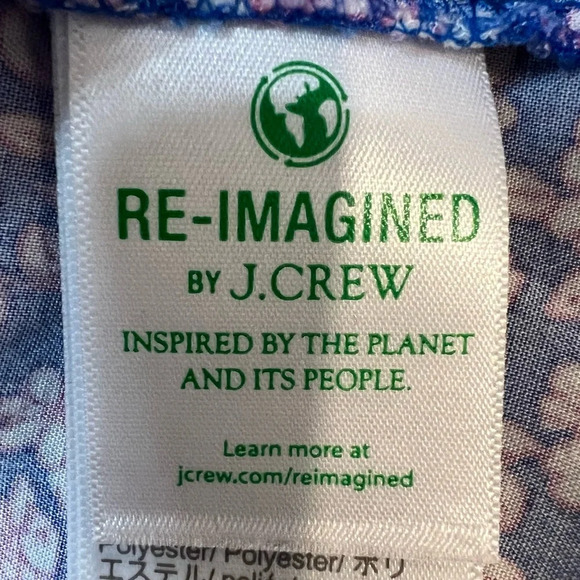 RE-IMAGINED
BY J.CREW
INSPIRED BY THE PLANET
AND ITS PEOPLE.
Learn more at
jcrew.com/reimagined
Polyester/ Polyester/ ポリ
エステル/